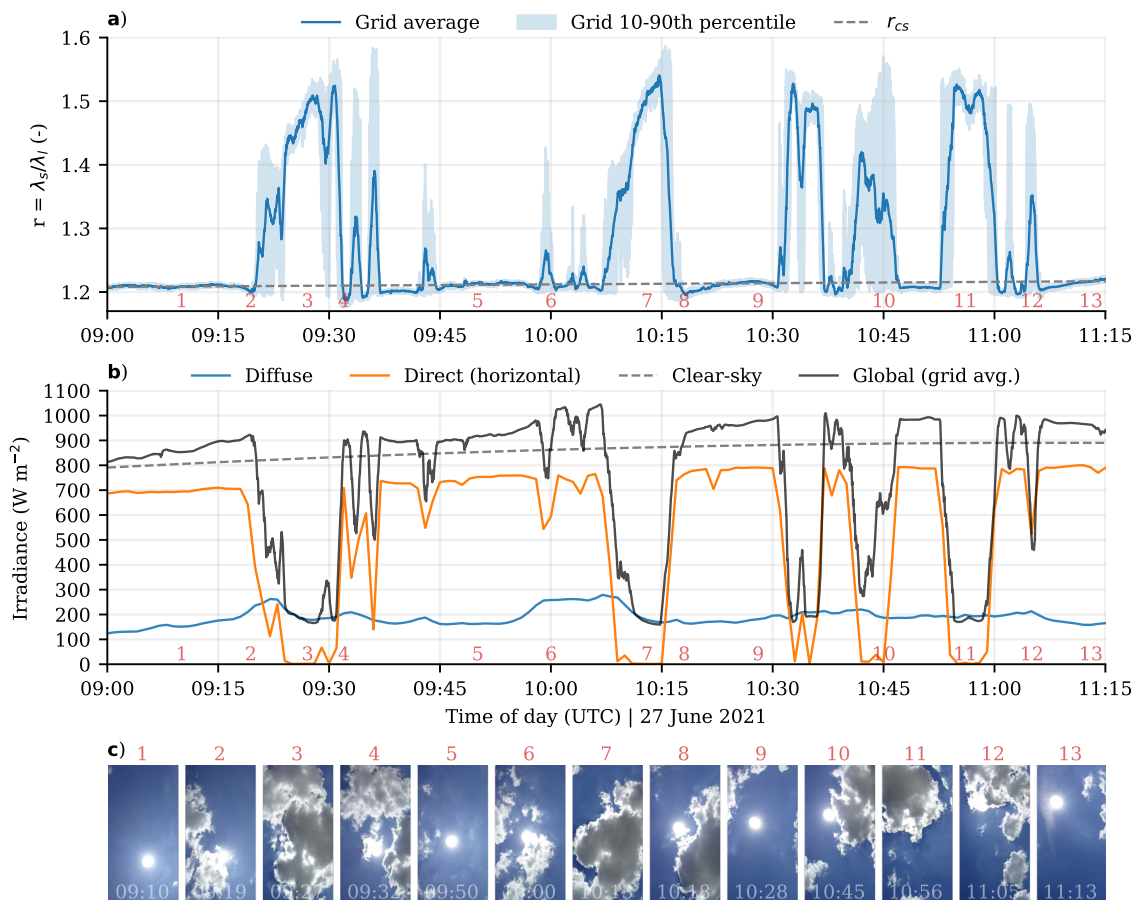 a)
Grid average
Grid 10-90th percentile
r_cs
r = λ_s/λ_l (-)
1.6
1.5
1.4
1.3
1.2
1 2 3 4 5 6 7 8 9 10 11 12 13
09:00 09:15 09:30 09:45 10:00 10:15 10:30 10:45 11:00 11:15
b)
Diffuse
Direct (horizontal)
Clear-sky
Global (grid avg.)
Irradiance (W m⁻²)
1100
1000
900
800
700
600
500
400
300
200
100
0
1 2 3 4 5 6 7 8 9 10 11 12 13
09:00 09:15 09:30 09:45 10:00 10:15 10:30 10:45 11:00 11:15
Time of day (UTC) | 27 June 2021
c)
1 2 3 4 5 6 7 8 9 10 11 12 13
09:10 09:19 09:27 09:32 09:50 10:00 10:13 10:18 10:28 10:45 10:56 11:05 11:13